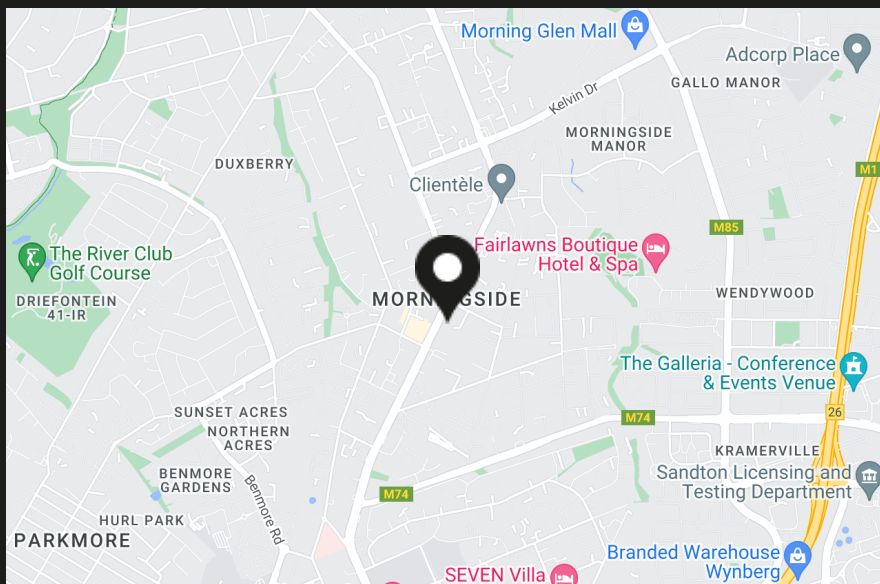 Morning Glen Mall
Adcorp Place
GALLO MANOR
Kelvin Dr
MORNINGSIDE
MANOR
DUXBERRY
M1
Clientèle
M85
The River Club
Golf Course
Fairlawns Boutique
Hotel & Spa
DRIEFONTEIN
41-IR
MORNINGSIDE
WENDYWOOD
The Galleria - Conference
& Events Venue
SUNSET ACRES
NORTHERN
ACRES
M74
26
KRAMERVILLE
BENMORE
GARDENS
Sandton Licensing and
Testing Department
Benmore Rd
M74
HURL PARK
PARKMORE
Branded Warehouse
Wynberg
SEVEN Villa